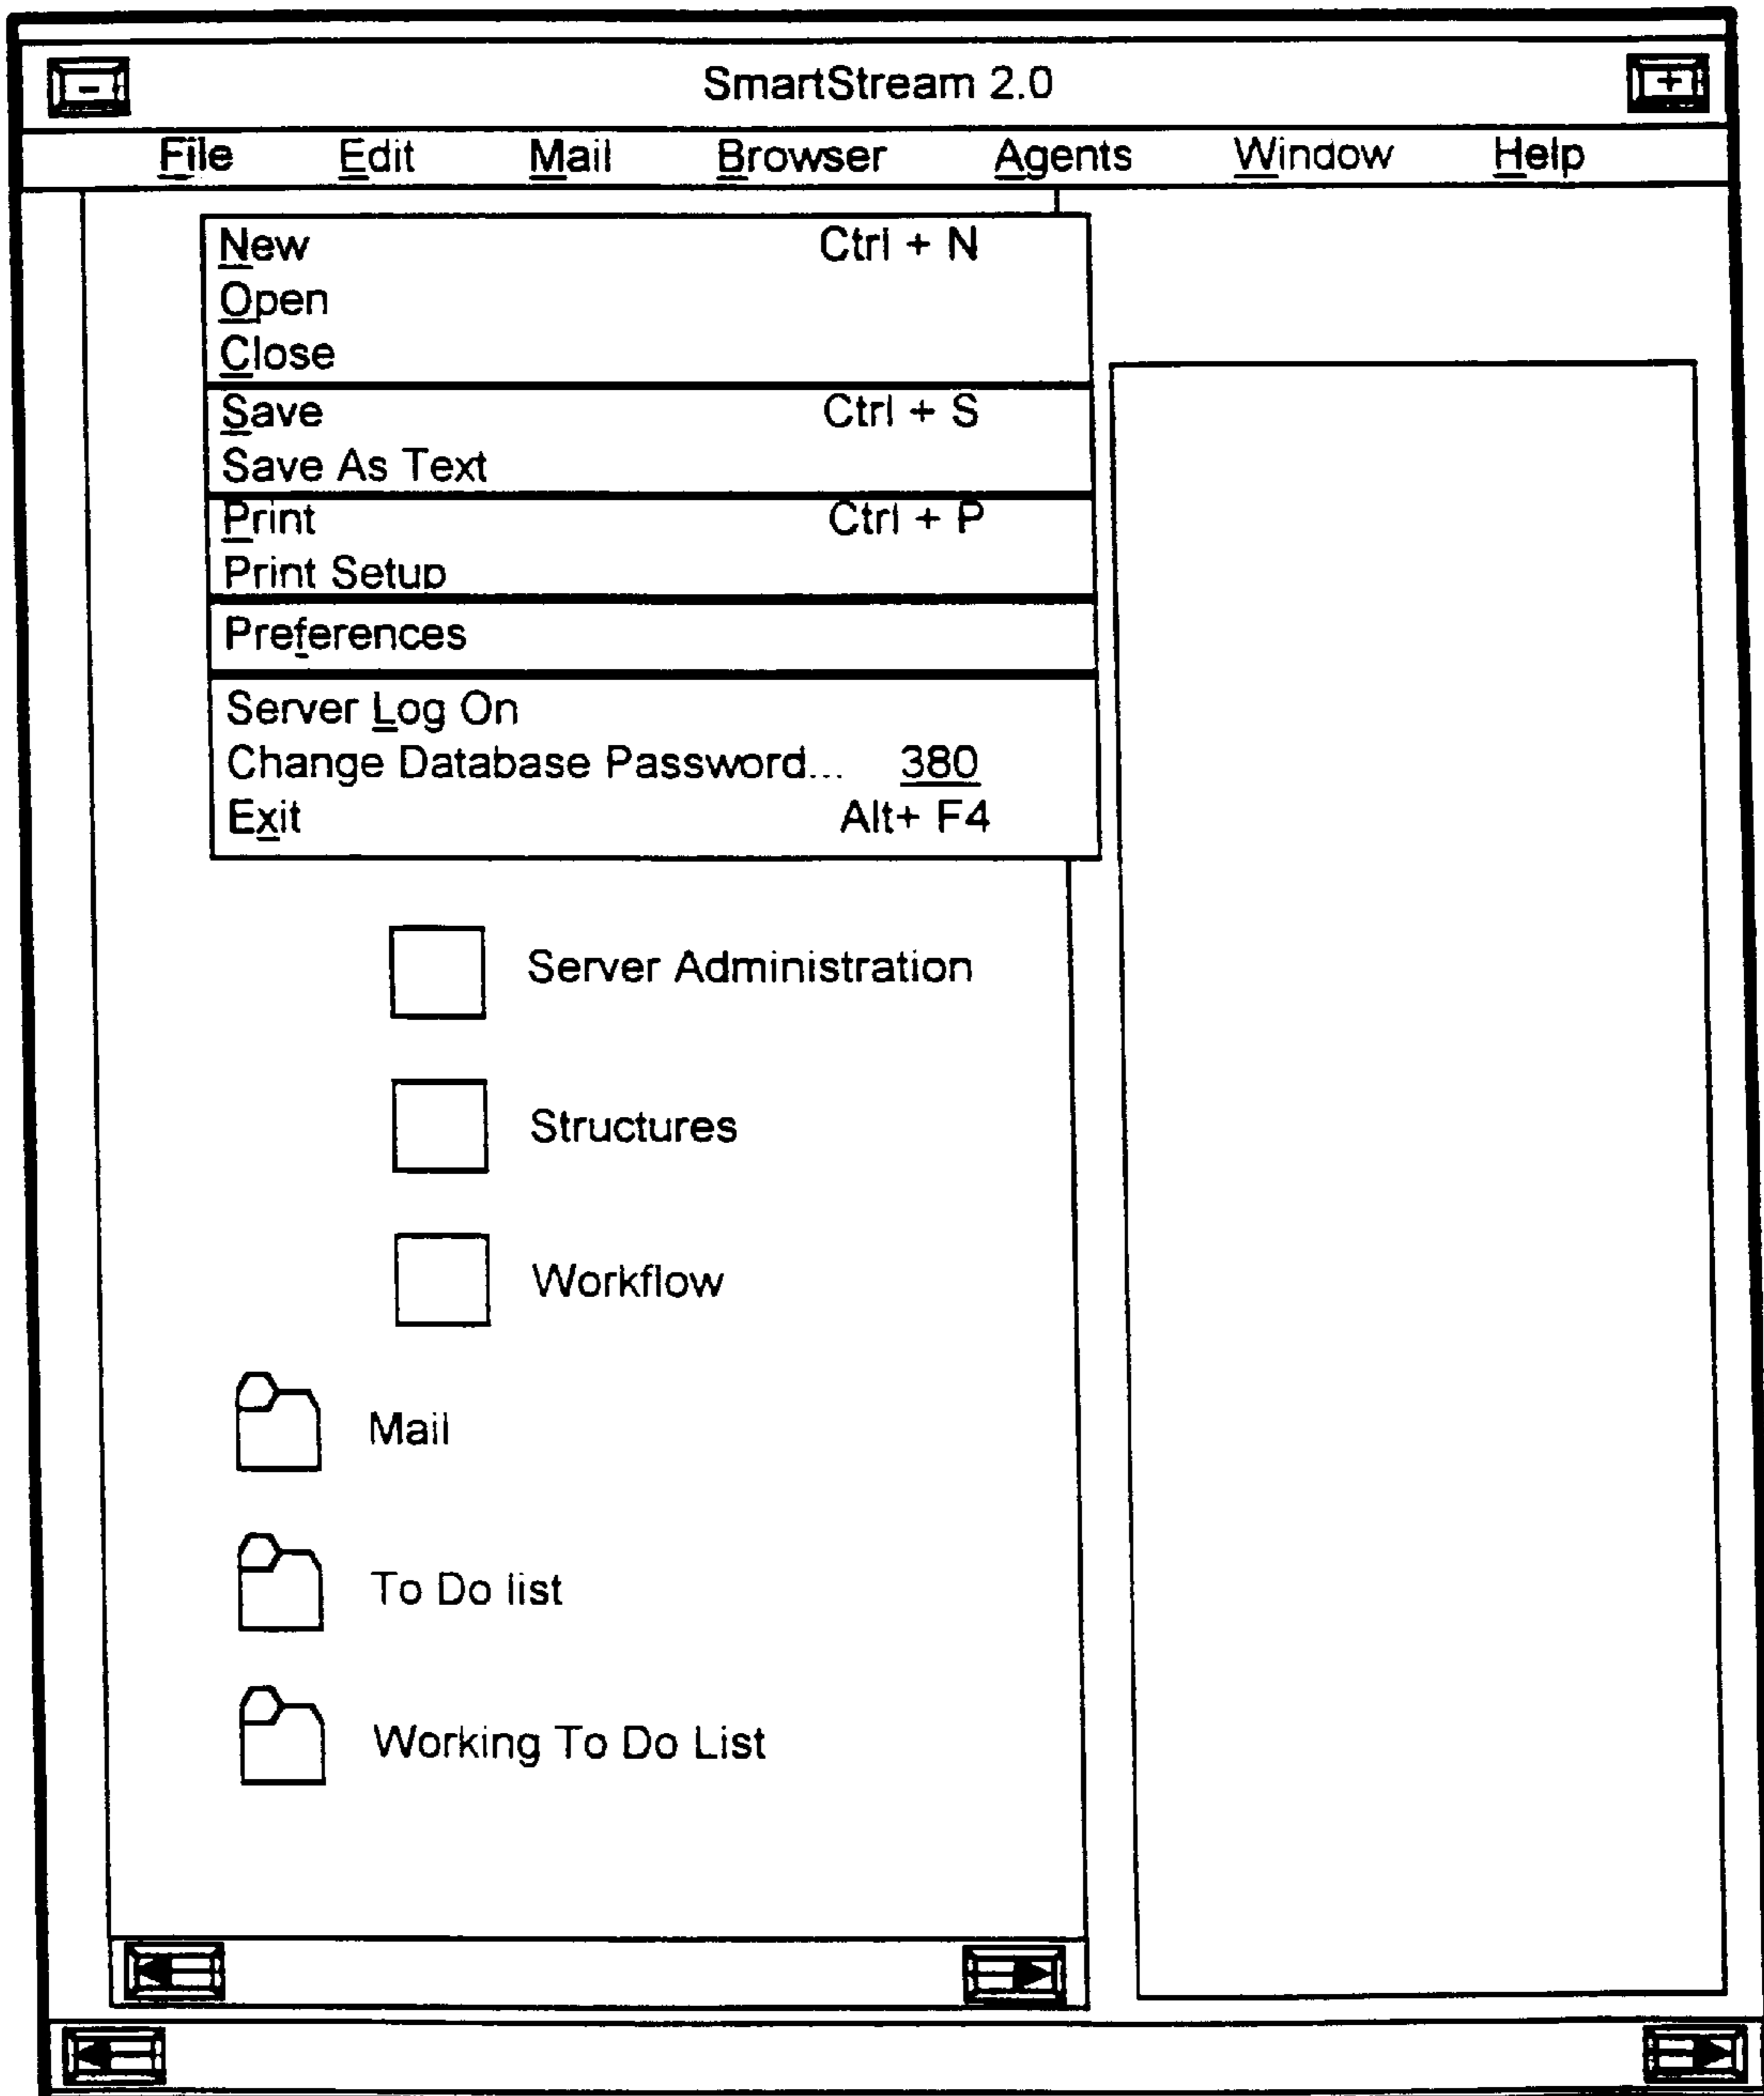 SmartStream 2.0
File Edit Mail Browser Agents Window Help
New Ctrl + N
Open
Close
Save Ctrl + S
Save As Text
Print Ctrl + P
Print Setup
Preferences
Server Log On
Change Database Password... 380
Exit Alt+ F4
Server Administration
Structures
Workflow
Mail
To Do list
Working To Do List